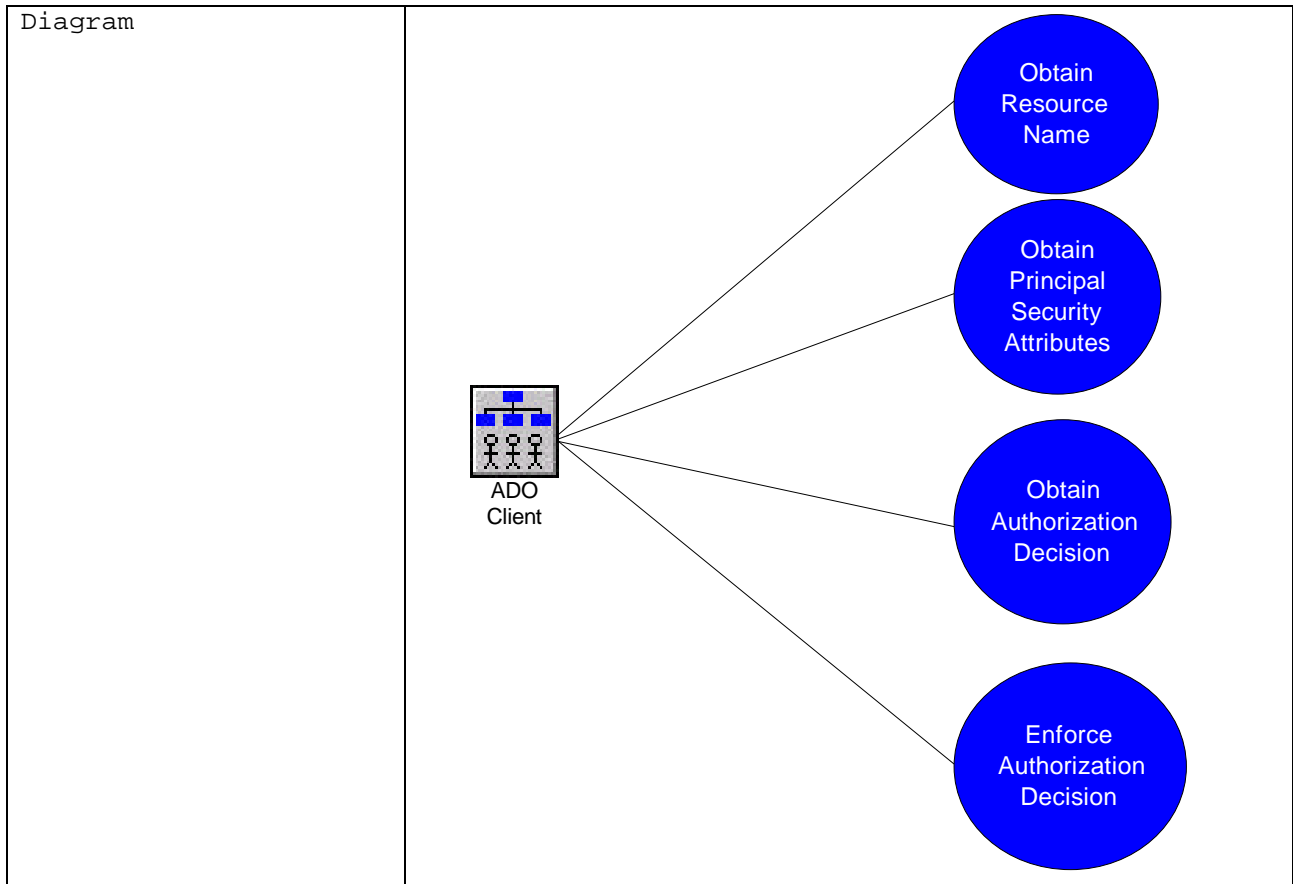 Diagram
Obtain
Resource
Name
Obtain
Principal
Security
Attributes
ADO
Client
Obtain
Authorization
Decision
Enforce
Authorization
Decision